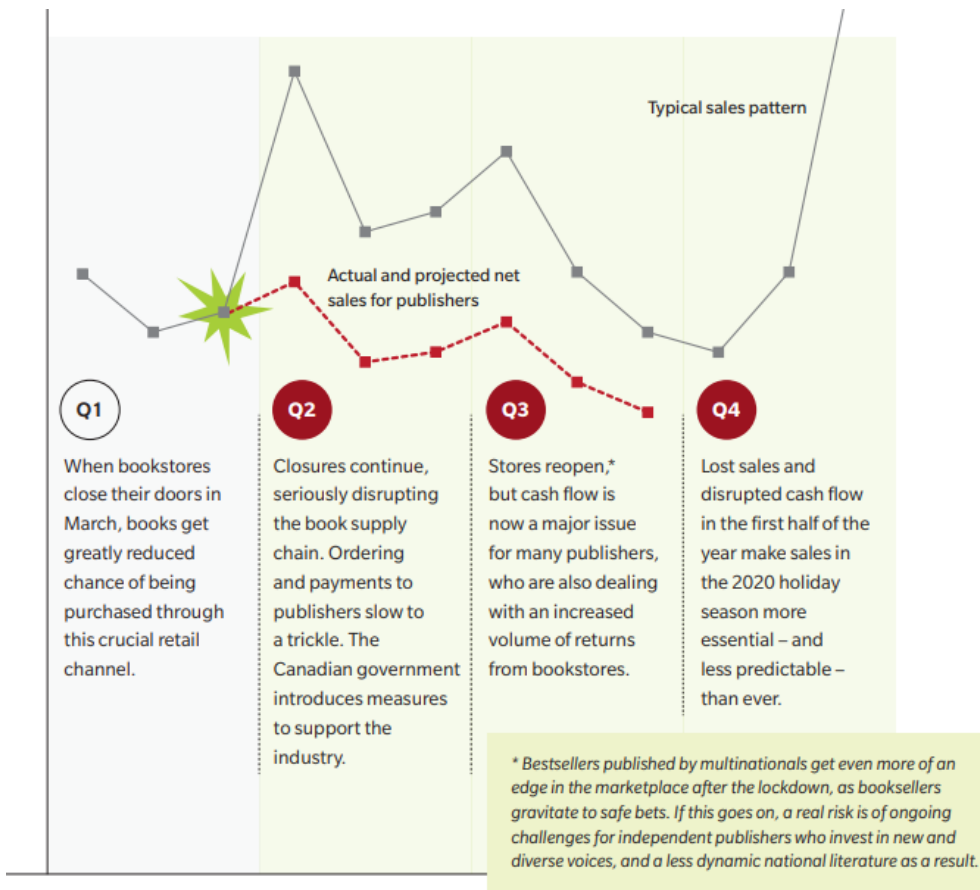 Typical sales pattern
Actual and projected net
sales for publishers
Q1
When bookstores
close their doors in
March, books get
greatly reduced
chance of being
purchased through
this crucial retail
channel.
Q2
Closures continue,
seriously disrupting
the book supply
chain. Ordering
and payments to
publishers slow to
a trickle. The
Canadian government
introduces measures
to support the
industry.
Q3
Stores reopen,*
but cash flow is
now a major issue
for many publishers,
who are also dealing
with an increased
volume of returns
from bookstores.
Q4
Lost sales and
disrupted cash flow
in the first half of the
year make sales in
the 2020 holiday
season more
essential – and
less predictable –
than ever.
* Bestsellers published by multinationals get even more of an
edge in the marketplace after the lockdown, as booksellers
gravitate to safe bets. If this goes on, a real risk is of ongoing
challenges for independent publishers who invest in new and
diverse voices, and a less dynamic national literature as a result.